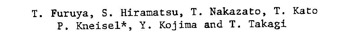 T. Furuya, S. Hiramatsu, T. Nakazato, T. Kato
P. Kneisel*, Y. Kojima and T. Takagi